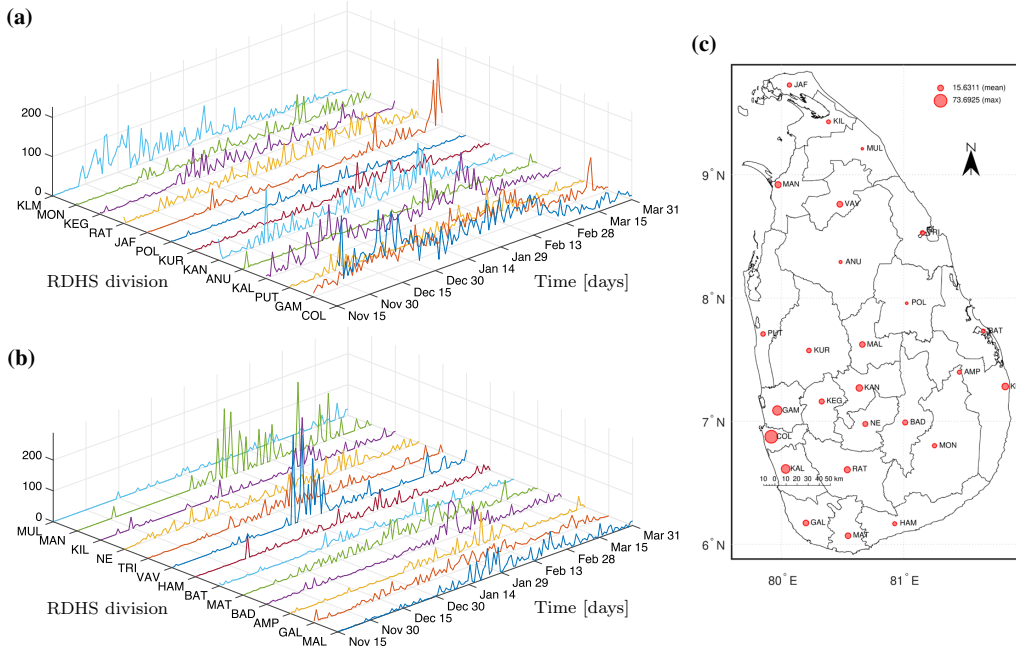 (a)
200
100
0
KLM
MON
KEG
RAT
JAF
POL
KUR
KAN
ANU
KAL
PUT
GAM
COL
Nov 15
Nov 30
Dec 15
Dec 30
Jan 14
Jan 29
Feb 13
Feb 28
Mar 15
Mar 31
RDHS division
Time [days]
(b)
200
100
0
MUL
MAN
KIL
NE
TRI
VAV
HAM
BAT
MAT
BAD
AMP
GAL
MAL
Nov 15
Nov 30
Dec 15
Dec 30
Jan 14
Jan 29
Feb 13
Feb 28
Mar 15
Mar 31
RDHS division
Time [days]
(c)
15.6311 (mean)
73.6925 (max)
N
JAF
KIL
MUL
9° N
MAN
VAV
TRI
ANU
8° N
POL
PUT
BAT
KUR
MAL
AMP
KAN
K
KEG
GAM
7° N
NE
BAD
COL
MON
KAL
RAT
10 0 10 20 30 40 50 km
GAL
HAM
MAT
6° N
80° E
81° E